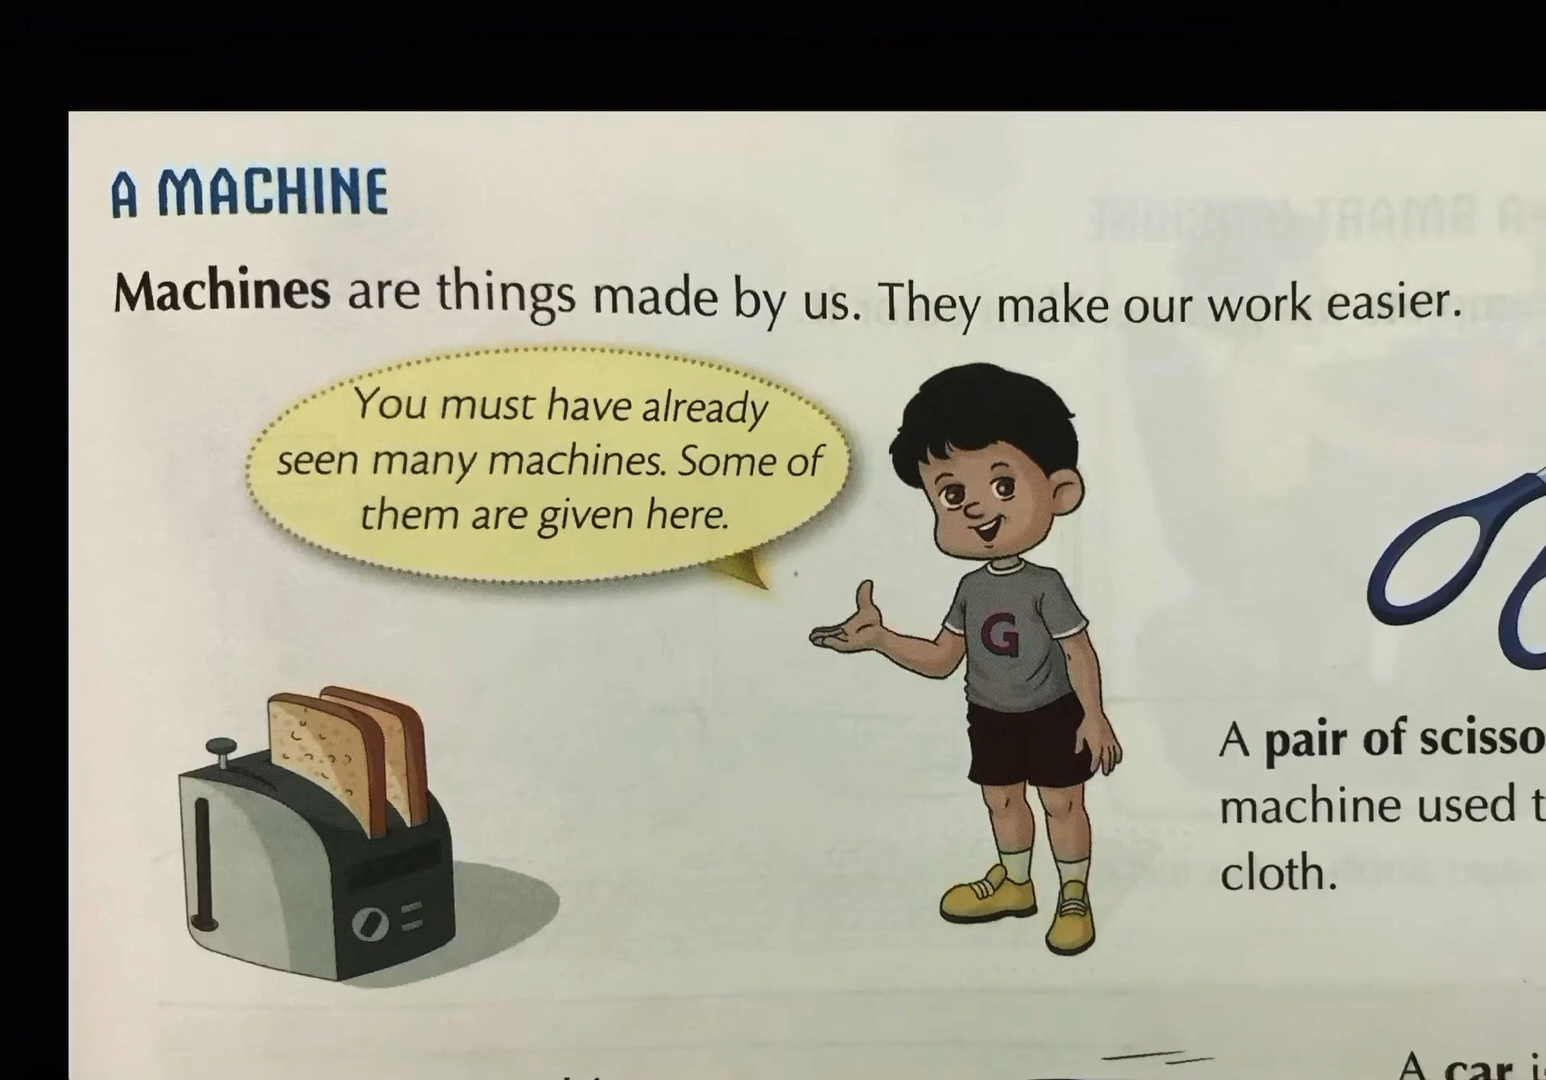 A MACHINE
Machines are things made by us. They make our work easier.
You must have already
seen many machines. Some of
them are given here.
G
A pair of scisso
machine used t
cloth.
A car i